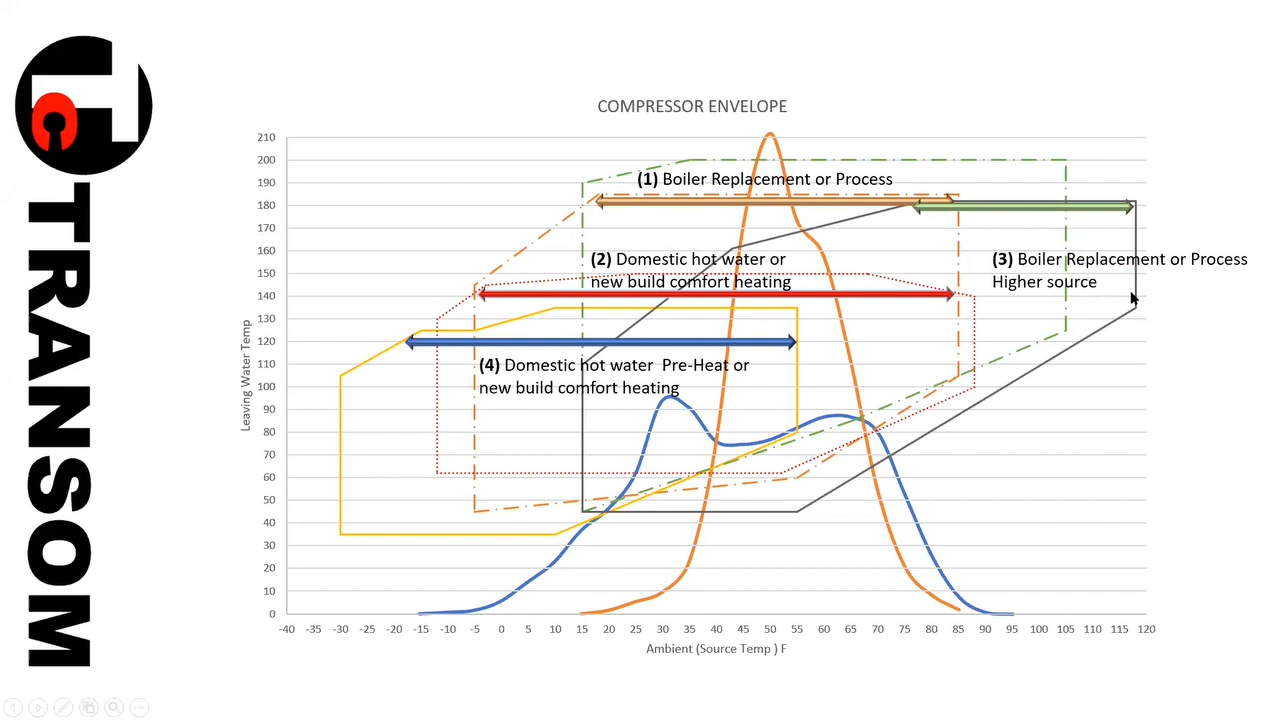 Tc
TRANSOM
COMPRESSOR ENVELOPE
210
200
190
180
170
160
150
140
130
120
110
100
90
80
70
60
50
40
30
20
10
0
Leaving Water Temp
(1) Boiler Replacement or Process
(2) Domestic hot water or
new build comfort heating
(3) Boiler Replacement or Process
Higher source
(4) Domestic hot water Pre-Heat or
new build comfort heating
-40 -35 -30 -25 -20 -15 -10 -5 0 5 10 15 20 25 30 35 40 45 50 55 60 65 70 75 80 85 90 95 100 105 110 115 120
Ambient (Source Temp ) F